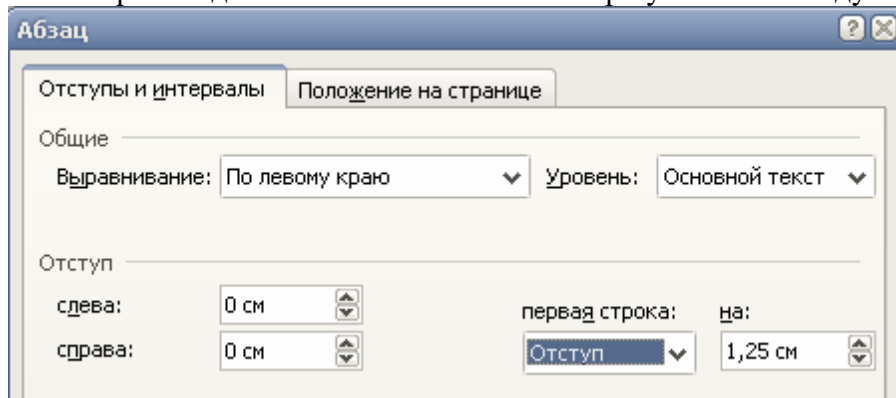 Абзац
Отступы и интервалы Положение на странице
Общие
Выравнивание: По левому краю Уровень: Основной текст
Отступ
слева: 0 см первая строка: на:
справа: 0 см Отступ 1,25 см